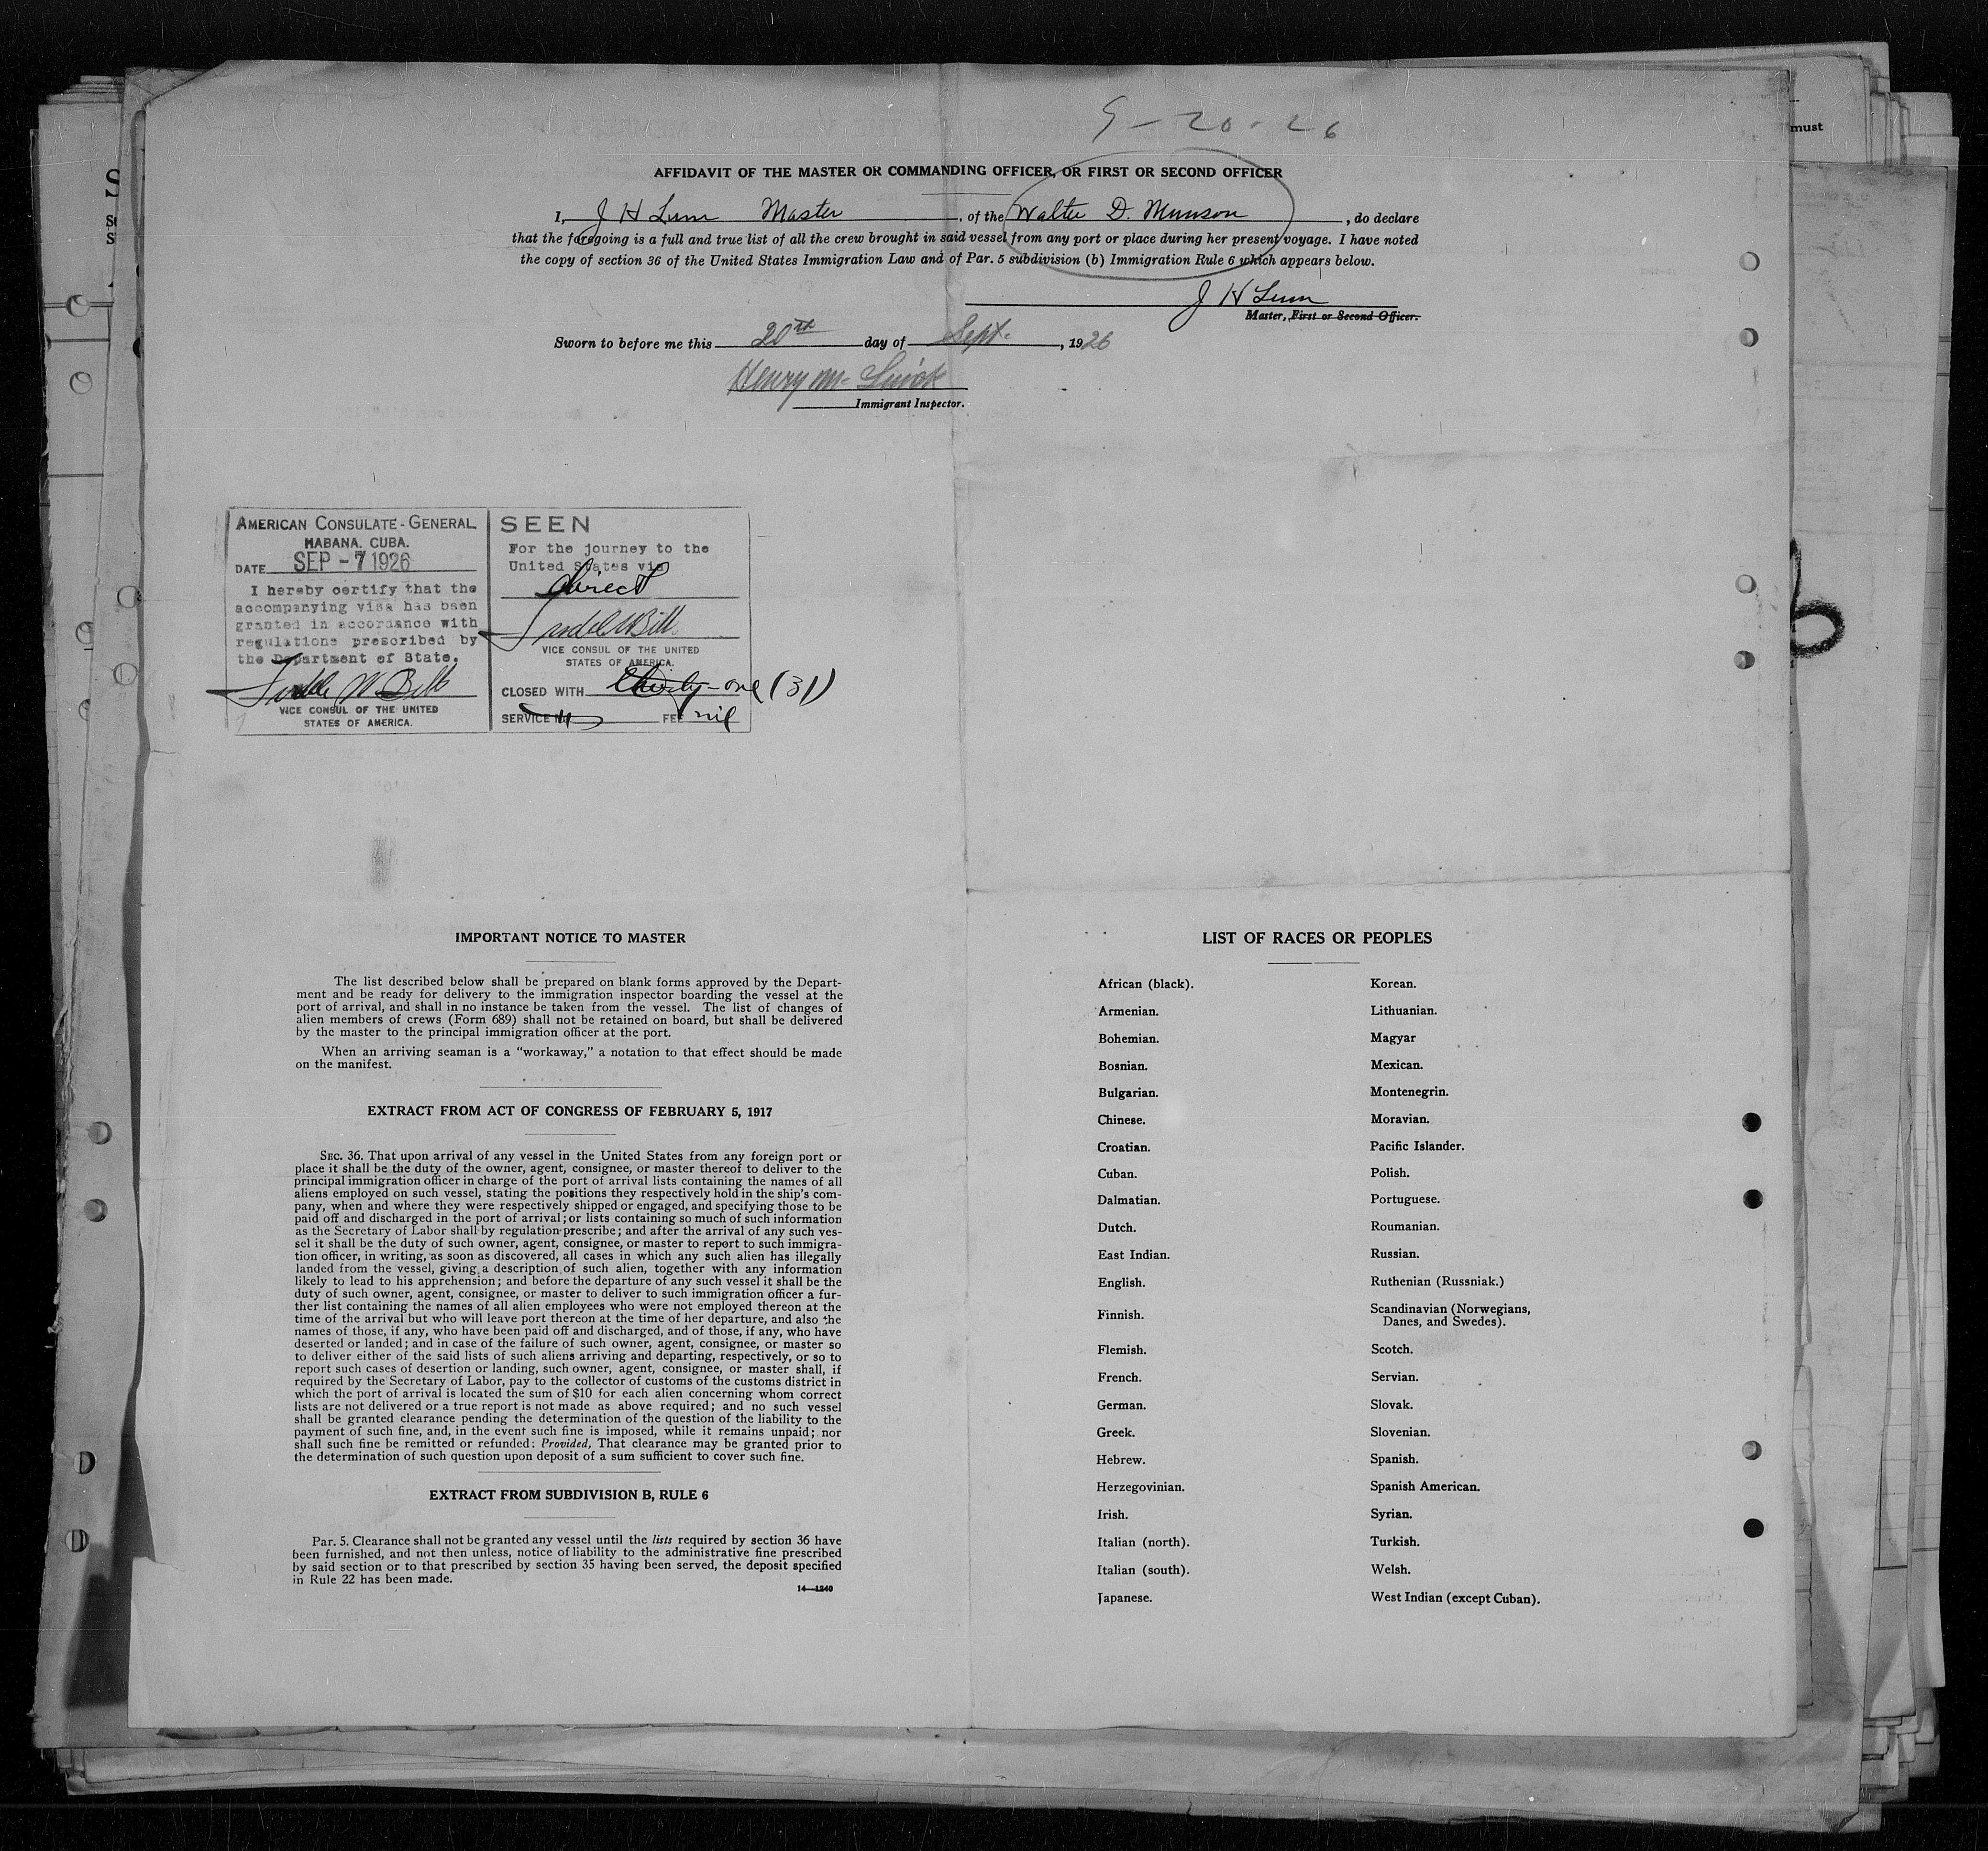 9-20-26
must
AFFIDAVIT OF THE MASTER OR COMMANDING OFFICER, OR FIRST OR SECOND OFFICER
I, J H Lum Master, of the Walter D. Munson, do declare
that the foregoing is a full and true list of all the crew brought in said vessel from any port or place during her present voyage. I have noted
the copy of section 36 of the United States Immigration Law and of Par. 5 subdivision (b) Immigration Rule 6 which appears below.
J H Lum
Master, First or Second Officer.
Sworn to before me this 20th day of Sept., 1926
Henry M.
Immigrant Inspector.
AMERICAN CONSULATE-GENERAL
HABANA. CUBA.
DATE SEP -7 1926
I hereby certify that the
accompanying visa has been
granted in accordance with
regulations prescribed by
the Department of State.
VICE CONSUL OF THE UNITED
STATES OF AMERICA.
SEEN
For the journey to the
United States via
direct
VICE CONSUL OF THE UNITED
STATES OF AMERICA.
CLOSED WITH thirty-one (31)
SERVICE No FEE nil
IMPORTANT NOTICE TO MASTER
The list described below shall be prepared on blank forms approved by the Depart-
ment and be ready for delivery to the immigration inspector boarding the vessel at the
port of arrival, and shall in no instance be taken from the vessel. The list of changes of
alien members of crews (Form 689) shall not be retained on board, but shall be delivered
by the master to the principal immigration officer at the port.
When an arriving seaman is a "workaway," a notation to that effect should be made
on the manifest.
EXTRACT FROM ACT OF CONGRESS OF FEBRUARY 5, 1917
SEC. 36. That upon arrival of any vessel in the United States from any foreign port or
place it shall be the duty of the owner, agent, consignee, or master thereof to deliver to the
principal immigration officer in charge of the port of arrival lists containing the names of all
aliens employed on such vessel, stating the positions they respectively hold in the ship's com-
pany, when and where they were respectively shipped or engaged, and specifying those to be
paid off and discharged in the port of arrival; or lists containing so much of such information
as the Secretary of Labor shall by regulation prescribe; and after the arrival of any such ves-
sel it shall be the duty of such owner, agent, consignee, or master to report to such immigra-
tion officer, in writing, as soon as discovered, all cases in which any such alien has illegally
landed from the vessel, giving a description of such alien, together with any information
likely to lead to his apprehension; and before the departure of any such vessel it shall be the
duty of such owner, agent, consignee, or master to deliver to such immigration officer a fur-
ther list containing the names of all alien employees who were not employed thereon at the
time of the arrival but who will leave port thereon at the time of her departure, and also the
names of those, if any, who have been paid off and discharged, and of those, if any, who have
deserted or landed; and in case of the failure of such owner, agent, consignee, or master so
to deliver either of the said lists of such aliens arriving and departing, respectively, or so to
report such cases of desertion or landing, such owner, agent, consignee, or master shall, if
required by the Secretary of Labor, pay to the collector of customs of the customs district in
which the port of arrival is located the sum of $10 for each alien concerning whom correct
lists are not delivered or a true report is not made as above required; and no such vessel
shall be granted clearance pending the determination of the question of the liability to the
payment of such fine, and, in the event such fine is imposed, while it remains unpaid; nor
shall such fine be remitted or refunded: Provided, That clearance may be granted prior to
the determination of such question upon deposit of a sum sufficient to cover such fine.
EXTRACT FROM SUBDIVISION B, RULE 6
Par. 5. Clearance shall not be granted any vessel until the lists required by section 36 have
been furnished, and not then unless, notice of liability to the administrative fine prescribed
by said section or to that prescribed by section 35 having been served, the deposit specified
in Rule 22 has been made.
14—1240
LIST OF RACES OR PEOPLES
African (black).
Armenian.
Bohemian.
Bosnian.
Bulgarian.
Chinese.
Croatian.
Cuban.
Dalmatian.
Dutch.
East Indian.
English.
Finnish.
Flemish.
French.
German.
Greek.
Hebrew.
Herzegovinian.
Irish.
Italian (north).
Italian (south).
Japanese.
Korean.
Lithuanian.
Magyar
Mexican.
Montenegrin.
Moravian.
Pacific Islander.
Polish.
Portuguese.
Roumanian.
Russian.
Ruthenian (Russniak.)
Scandinavian (Norwegians,
Danes, and Swedes).
Scotch.
Servian.
Slovak.
Slovenian.
Spanish.
Spanish American.
Syrian.
Turkish.
Welsh.
West Indian (except Cuban).